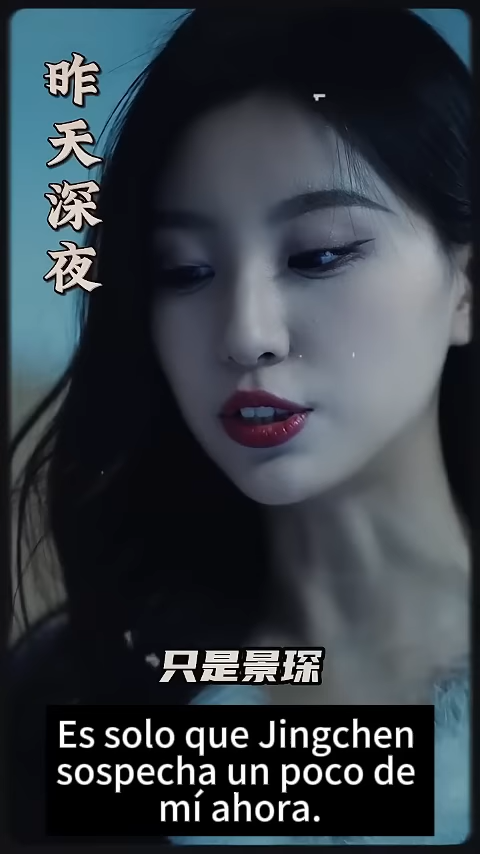 昨天深夜
只是景琛
Es solo que Jingchen
sospecha un poco de
mí ahora.